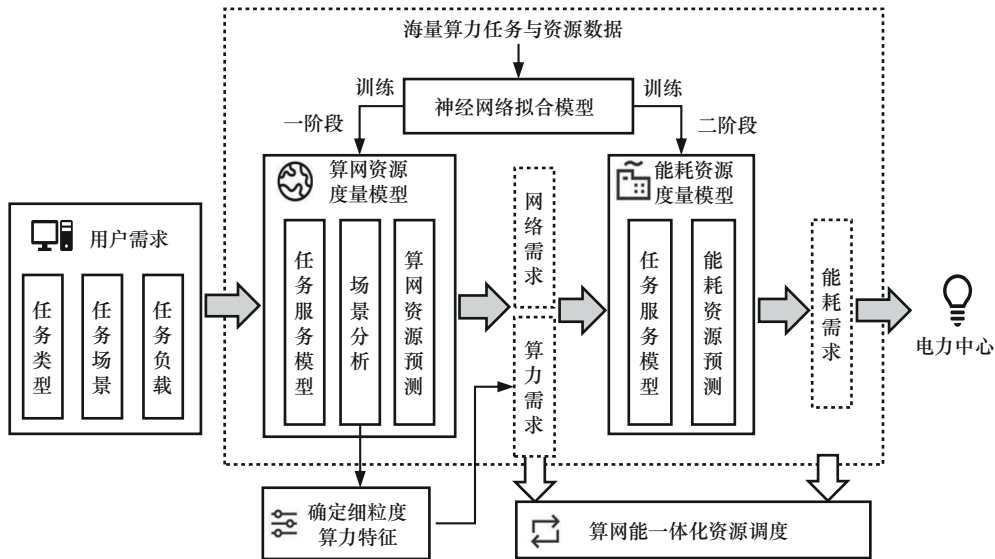 海量算力任务与资源数据
训练
神经网络拟合模型
训练
一阶段
二阶段
用户需求
任务类型
任务场景
任务负载
算网资源
度量模型
任务服务模型
场景分析
算网资源预测
网络需求
算力需求
能耗资源
度量模型
任务服务模型
能耗资源预测
能耗需求
电力中心
确定细粒度
算力特征
算网能一体化资源调度